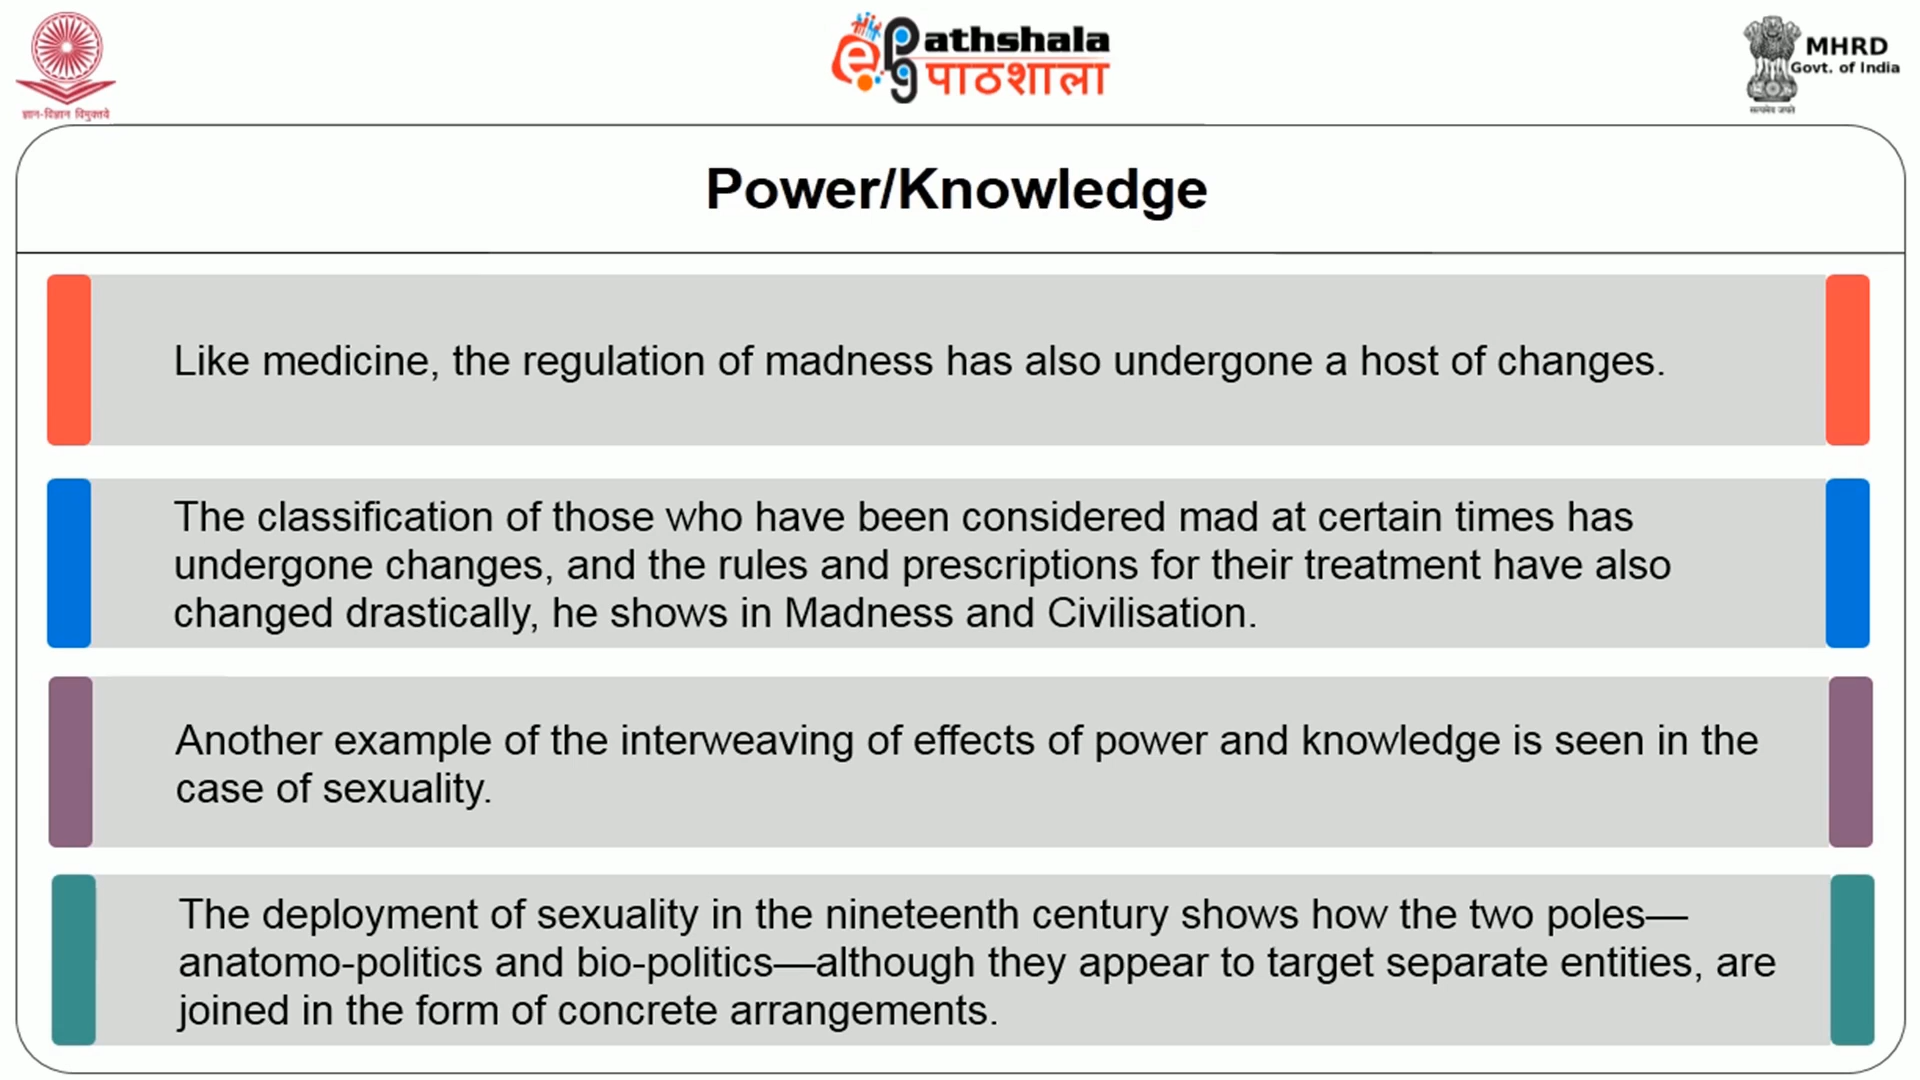 ज्ञान-विज्ञान विमुक्तये
e
pg
athshala
पाठशाला
MHRD
Govt. of India
सत्यमेव जयते
Power/Knowledge
Like medicine, the regulation of madness has also undergone a host of changes.
The classification of those who have been considered mad at certain times has
undergone changes, and the rules and prescriptions for their treatment have also
changed drastically, he shows in Madness and Civilisation.
Another example of the interweaving of effects of power and knowledge is seen in the
case of sexuality.
The deployment of sexuality in the nineteenth century shows how the two poles—
anatomo-politics and bio-politics—although they appear to target separate entities, are
joined in the form of concrete arrangements.